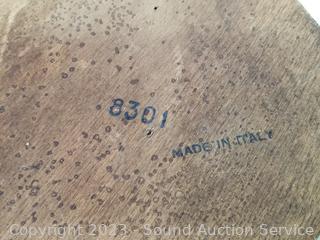 8301
MADE IN ITALY
Copyright 2023 - Sound Auction Service